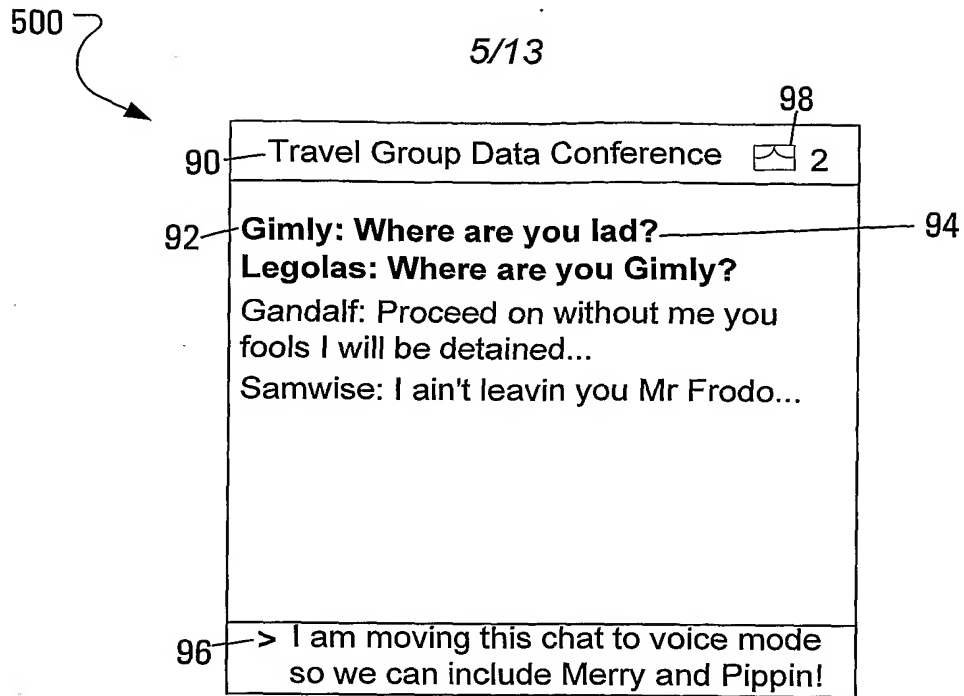 500
5/13
98
90 Travel Group Data Conference 2
92 Gimly: Where are you lad? 94
Legolas: Where are you Gimly?
Gandalf: Proceed on without me you
fools I will be detained...
Samwise: I ain't leavin you Mr Frodo...
96 > I am moving this chat to voice mode
so we can include Merry and Pippin!